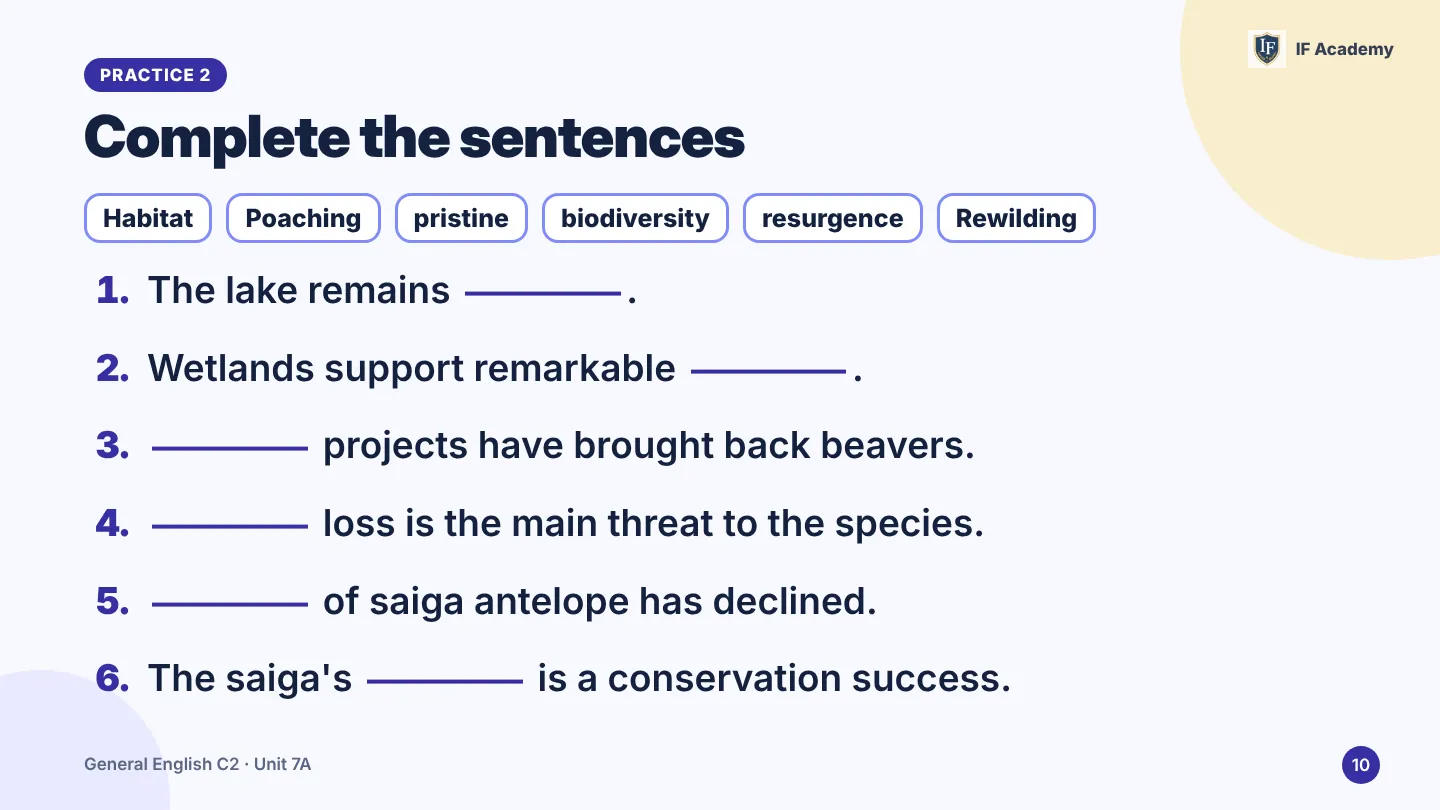 IF Academy
PRACTICE 2
Complete the sentences
Habitat Poaching pristine biodiversity resurgence Rewilding
1. The lake remains ________.
2. Wetlands support remarkable ________.
3. ________ projects have brought back beavers.
4. ________ loss is the main threat to the species.
5. ________ of saiga antelope has declined.
6. The saiga's ________ is a conservation success.
General English C2 · Unit 7A
10